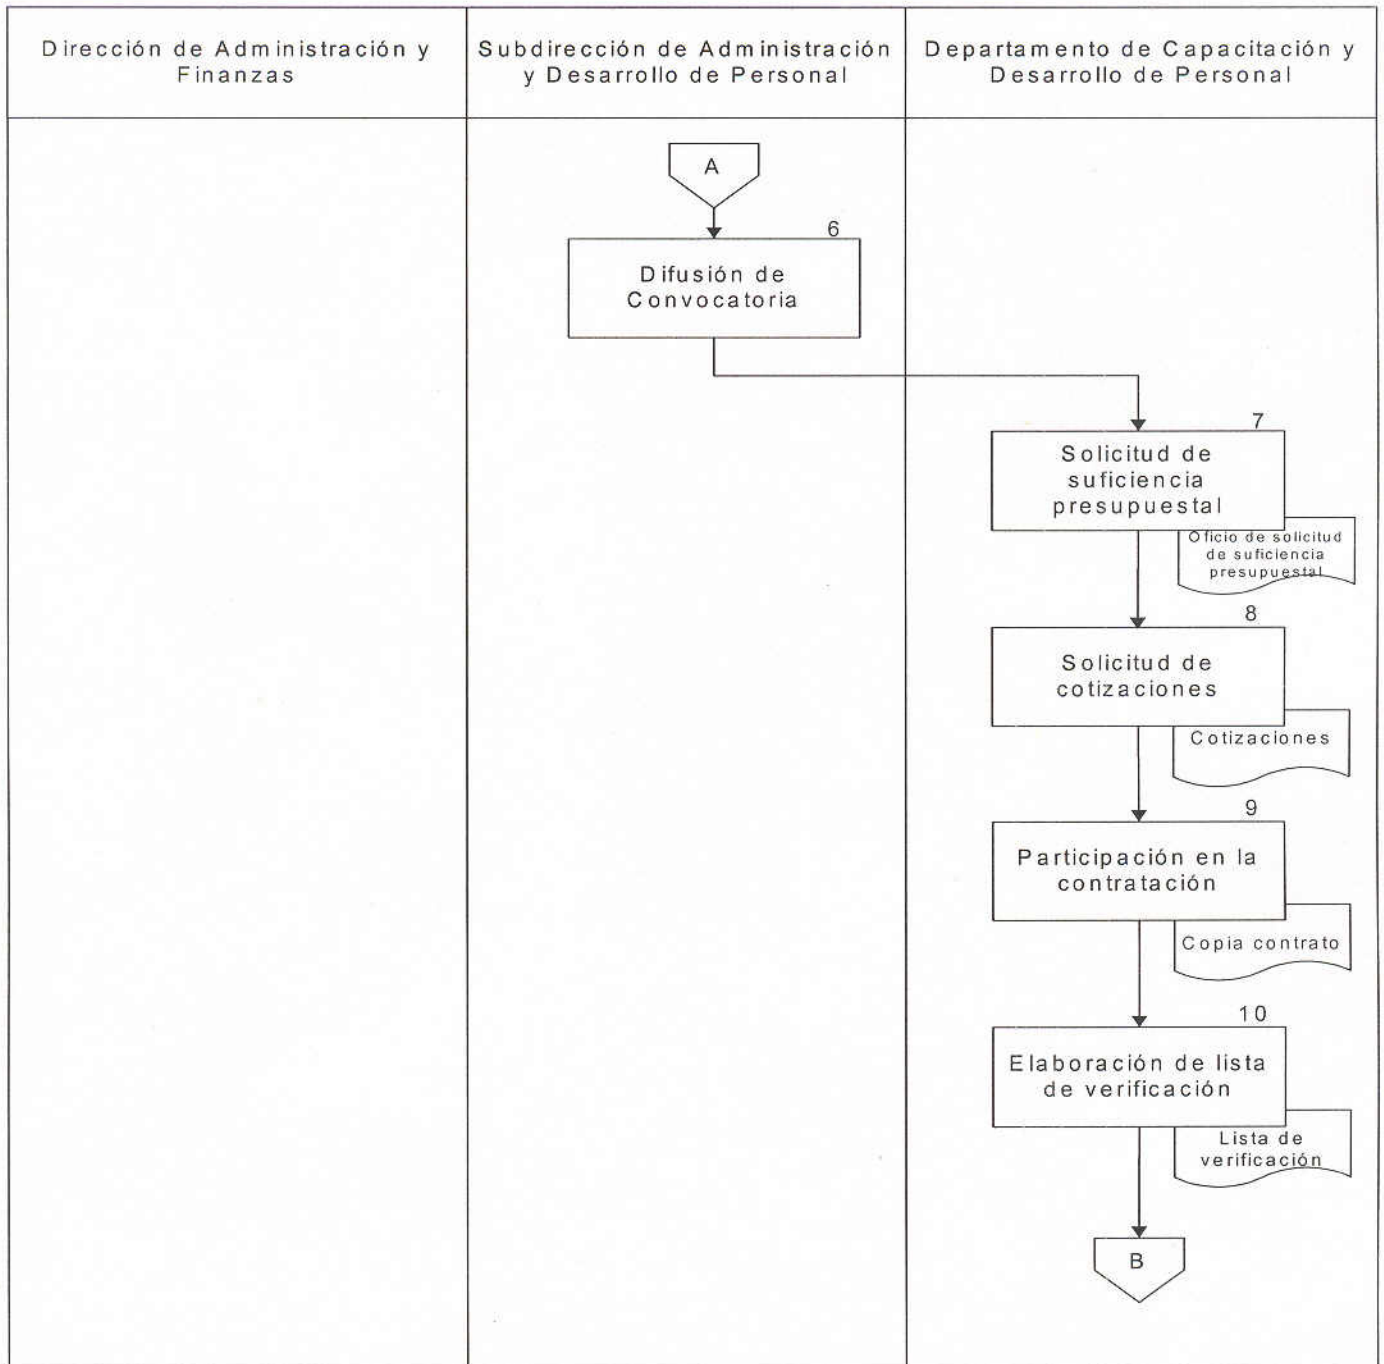 Dirección de Administración y
Finanzas
Subdirección de Administración
y Desarrollo de Personal
Departamento de Capacitación y
Desarrollo de Personal
A
6
Difusión de
Convocatoria
7
Solicitud de
suficiencia
presupuestal
Oficio de solicitud
de suficiencia
presupuestal
8
Solicitud de
cotizaciones
Cotizaciones
9
Participación en la
contratación
Copia contrato
10
Elaboración de lista
de verificación
Lista de
verificación
B